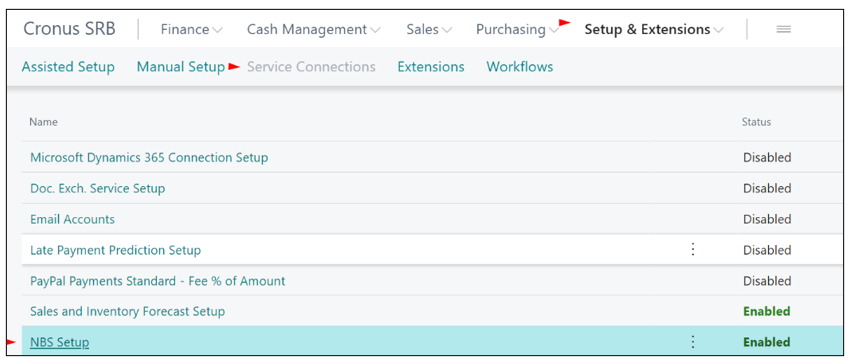 Cronus SRB Finance Cash Management Sales Purchasing Setup & Extensions
Assisted Setup Manual Setup Service Connections Extensions Workflows
Name Status
Microsoft Dynamics 365 Connection Setup Disabled
Doc. Exch. Service Setup Disabled
Email Accounts Disabled
Late Payment Prediction Setup Disabled
PayPal Payments Standard - Fee % of Amount Disabled
Sales and Inventory Forecast Setup Enabled
NBS Setup Enabled